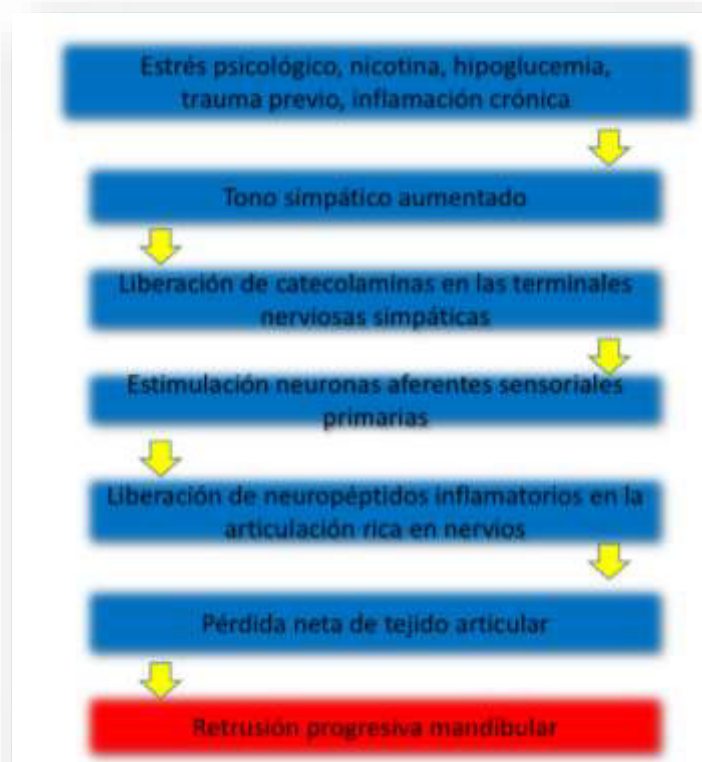 Estrés psicológico, nicotina, hipoglucemia,
trauma previo, inflamación crónica
Tono simpático aumentado
Liberación de catecolaminas en las terminales
nerviosas simpáticas
Estimulación neuronas aferentes sensoriales
primarias
Liberación de neuropéptidos inflamatorios en la
articulación rica en nervios
Pérdida neta de tejido articular
Retrusión progresiva mandibular